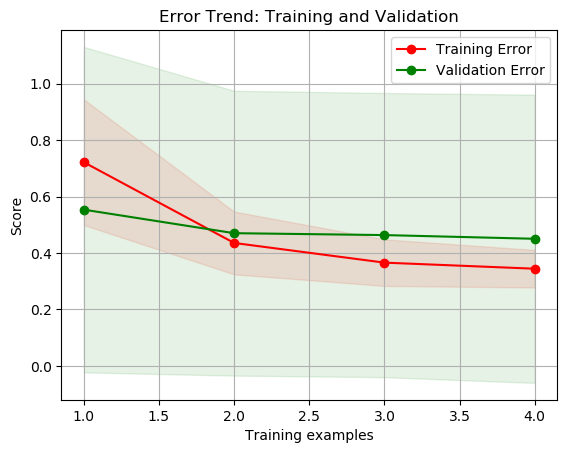 Error Trend: Training and Validation
Training Error
Validation Error
Score
1.0
0.8
0.6
0.4
0.2
0.0
1.0 1.5 2.0 2.5 3.0 3.5 4.0
Training examples